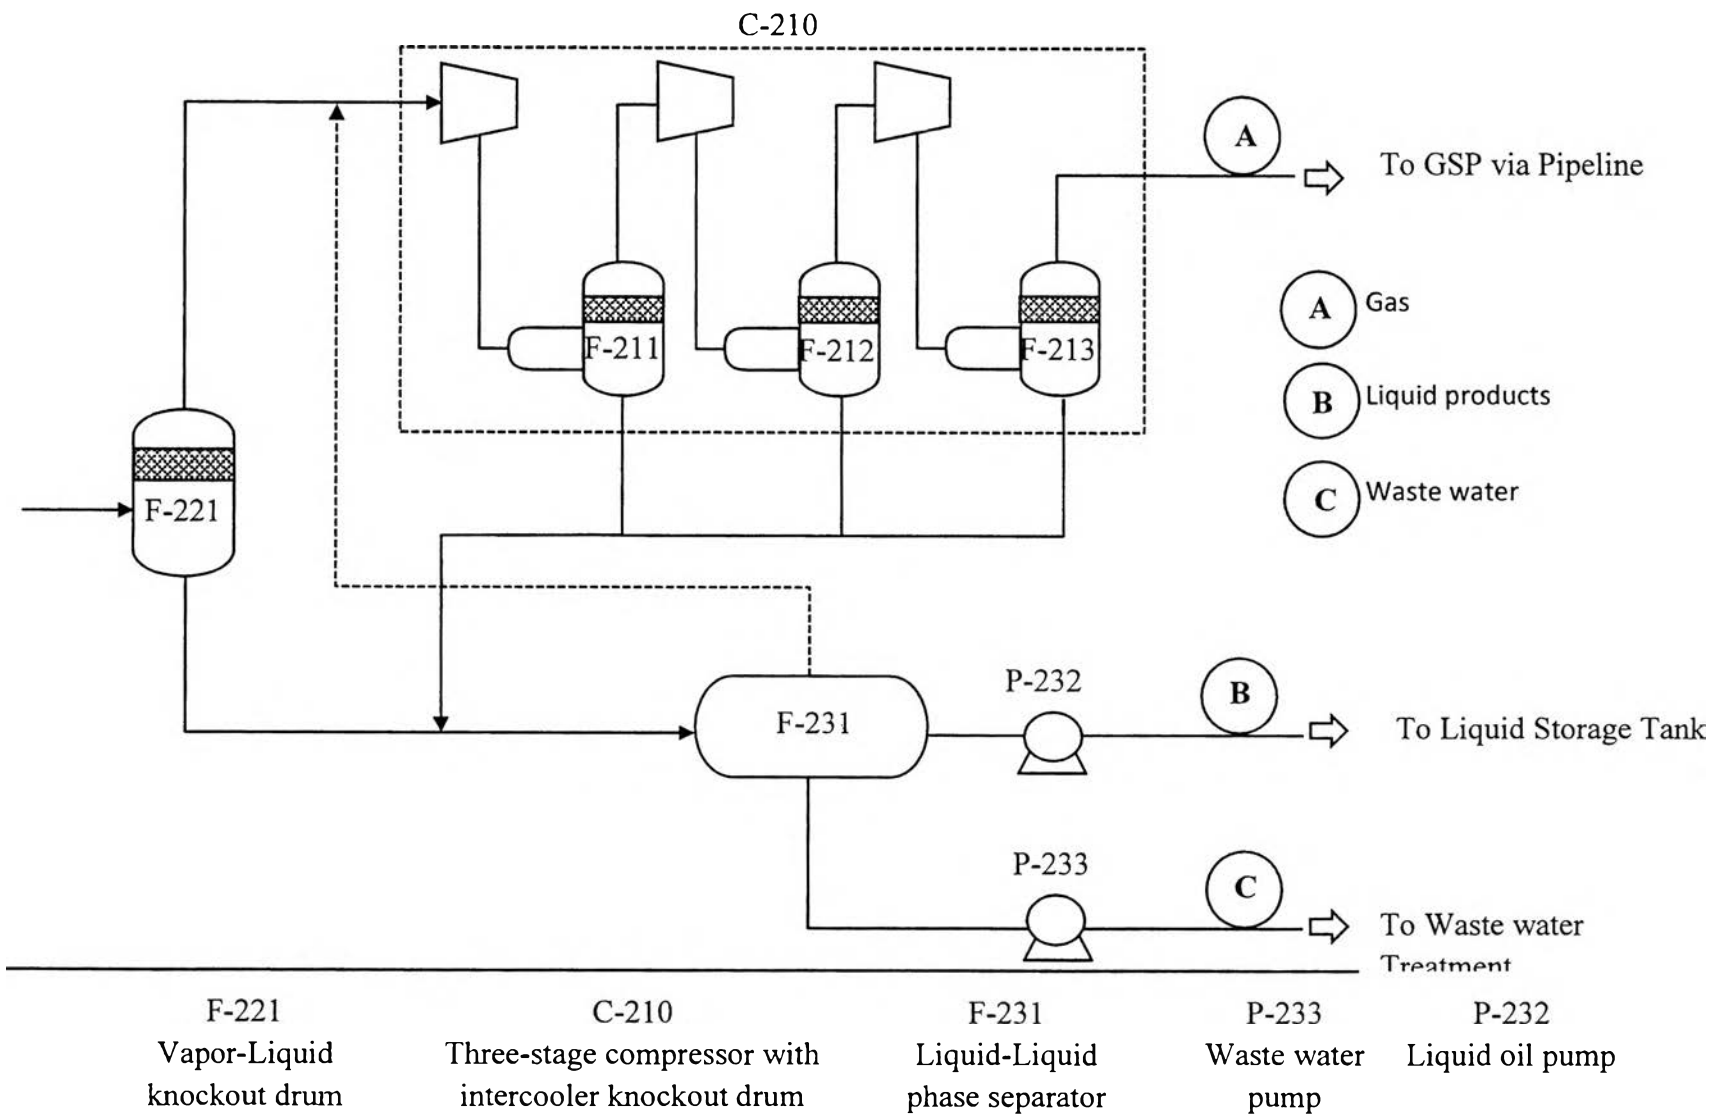 C-210
A
To GSP via Pipeline
F-211
F-212
F-213
A Gas
B Liquid products
C Waste water
F-221
P-232
B
F-231
To Liquid Storage Tank
P-233
C
To Waste water
Treatment
F-221
C-210
F-231
P-233
P-232
Vapor-Liquid
Three-stage compressor with
Liquid-Liquid
Waste water
Liquid oil pump
knockout drum
intercooler knockout drum
phase separator
pump